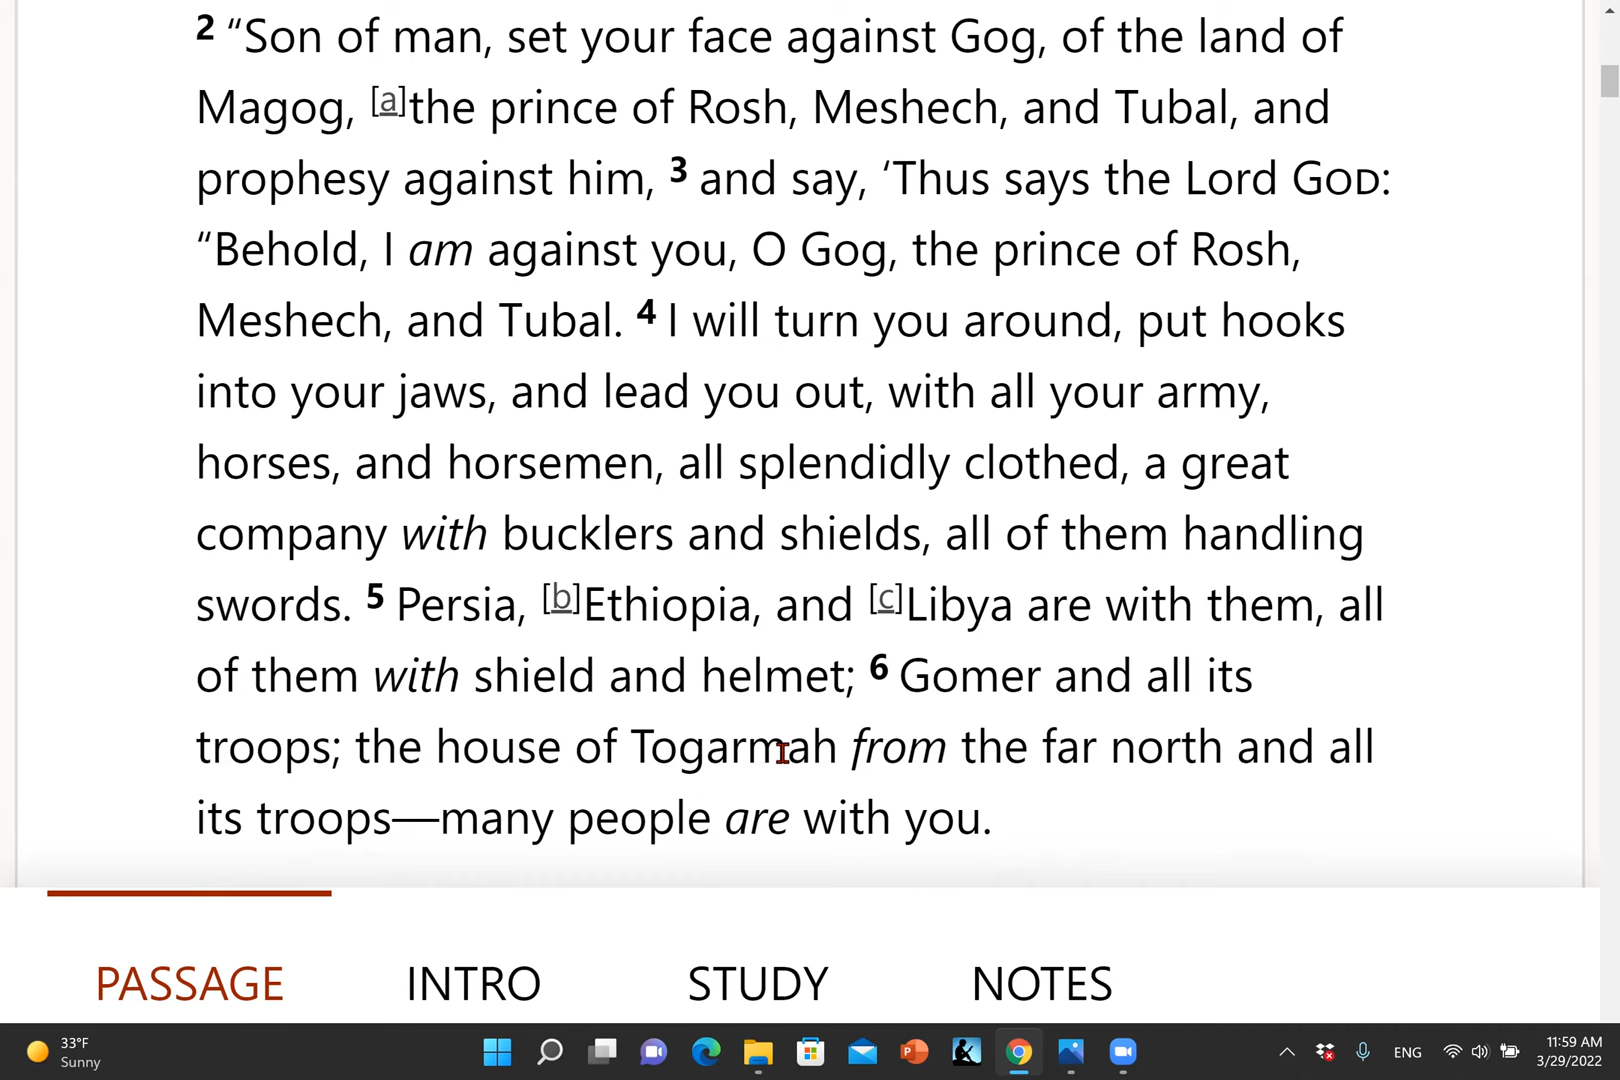 2 “Son of man, set your face against Gog, of the land of
Magog, [a]the prince of Rosh, Meshech, and Tubal, and
prophesy against him, 3 and say, ‘Thus says the Lord GOD:
“Behold, I am against you, O Gog, the prince of Rosh,
Meshech, and Tubal. 4 I will turn you around, put hooks
into your jaws, and lead you out, with all your army,
horses, and horsemen, all splendidly clothed, a great
company with bucklers and shields, all of them handling
swords. 5 Persia, [b]Ethiopia, and [c]Libya are with them, all
of them with shield and helmet; 6 Gomer and all its
troops; the house of Togarmah from the far north and all
its troops—many people are with you.
PASSAGE INTRO STUDY NOTES
33°F
Sunny
ENG
11:59 AM
3/29/2022